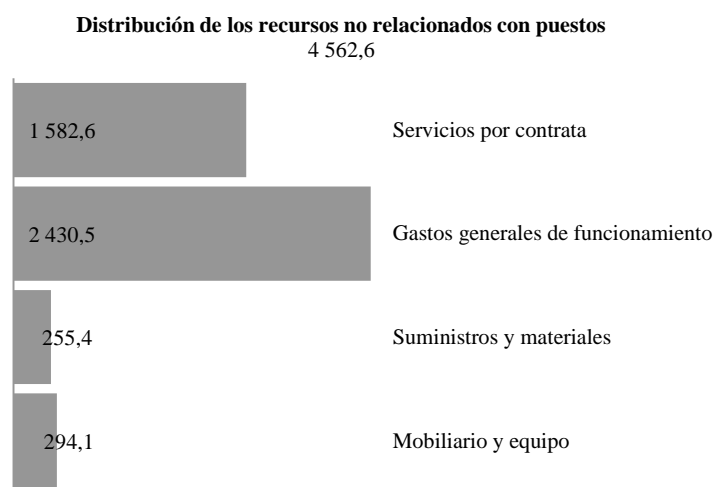 Distribución de los recursos no relacionados con puestos
4 562,6
1 582,6 Servicios por contrata
2 430,5 Gastos generales de funcionamiento
255,4 Suministros y materiales
294,1 Mobiliario y equipo